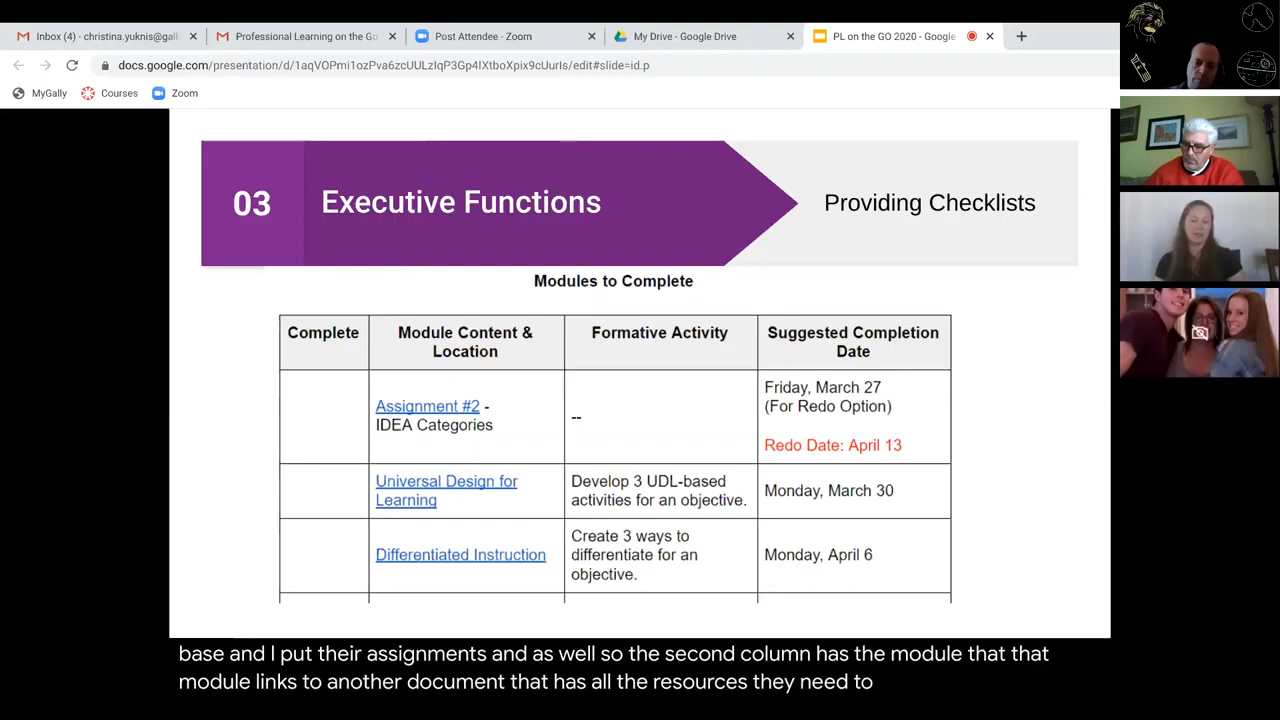 Inbox (4) - christina.yuknis@gall
Professional Learning on the Go
Post Attendee - Zoom
My Drive - Google Drive
PL on the GO 2020 - Google
docs.google.com/presentation/d/1aqVOPmi1ozPva6zcUULzIqP3Gp4IXtboXpix9cUurIs/edit#slide=id.p
MyGally
Courses
Zoom
03
Executive Functions
Providing Checklists
Modules to Complete
Complete
Module Content &
Location
Formative Activity
Suggested Completion
Date
Assignment #2 -
IDEA Categories
--
Friday, March 27
(For Redo Option)
Redo Date: April 13
Universal Design for
Learning
Develop 3 UDL-based
activities for an objective.
Monday, March 30
Differentiated Instruction
Create 3 ways to
differentiate for an
objective.
Monday, April 6
base and I put their assignments and as well so the second column has the module that that
module links to another document that has all the resources they need to